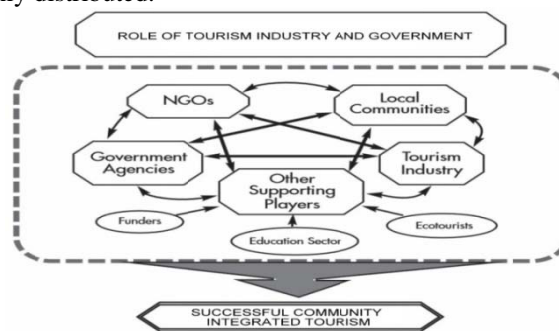 ROLE OF TOURISM INDUSTRY AND GOVERNMENT
NGOs
Local
Communities
Government
Agencies
Tourism
Industry
Other
Supporting
Players
Funders
Education Sector
Ecotourists
SUCCESSFUL COMMUNITY
INTEGRATED TOURISM